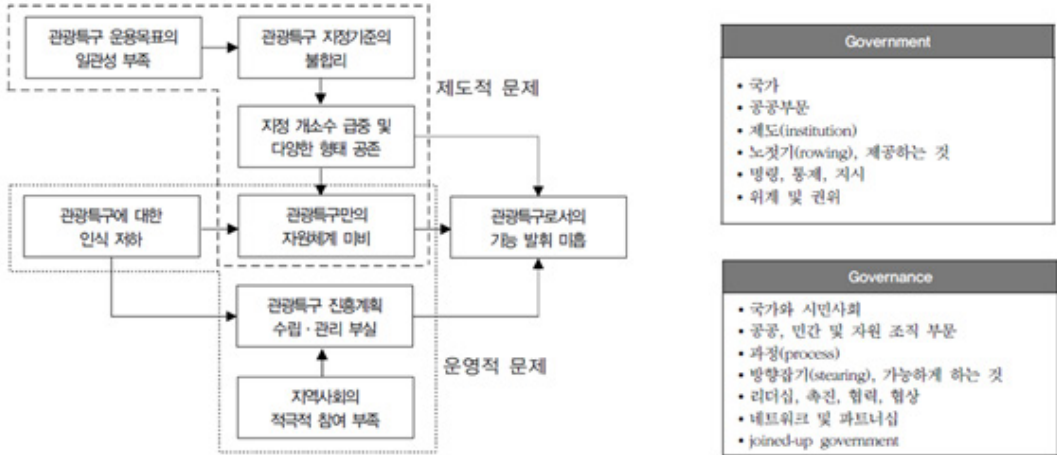 관광특구 운용목표의
일관성 부족
관광특구 지정기준의
불합리
제도적 문제
지정 개소수 급증 및
다양한 형태 공존
관광특구에 대한
인식 저하
관광특구만의
자원체계 미비
관광특구로서의
기능 발휘 미흡
관광특구 진흥계획
수립·관리 부실
운영적 문제
지역사회의
적극적 참여 부족
Government
• 국가
• 공공부문
• 제도(institution)
• 노젓기(rowing), 제공하는 것
• 명령, 통제, 지시
• 위계 및 권위
Governance
• 국가와 시민사회
• 공공, 민간 및 자원 조직 부문
• 과정(process)
• 방향잡기(stearing), 가능하게 하는 것
• 리더십, 촉진, 협력, 협상
• 네트워크 및 파트너십
• joined-up government